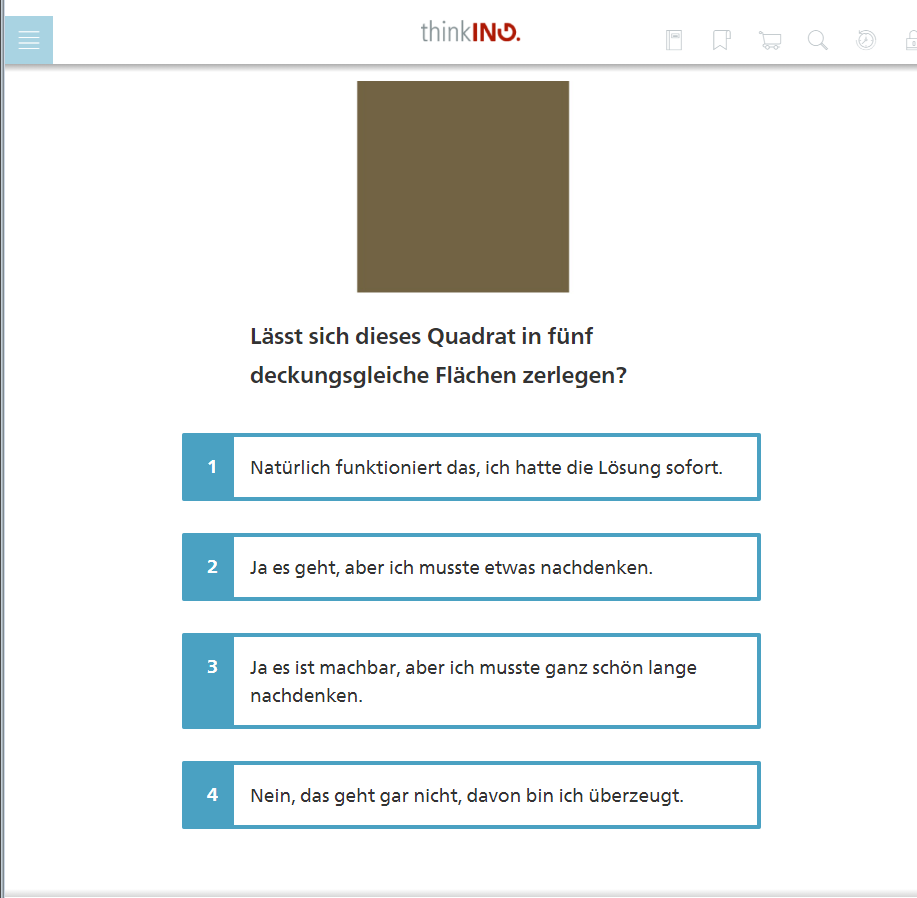 thinkING.
Lässt sich dieses Quadrat in fünf
deckungsgleiche Flächen zerlegen?
1 Natürlich funktioniert das, ich hatte die Lösung sofort.
2 Ja es geht, aber ich musste etwas nachdenken.
3 Ja es ist machbar, aber ich musste ganz schön lange
nachdenken.
4 Nein, das geht gar nicht, davon bin ich überzeugt.